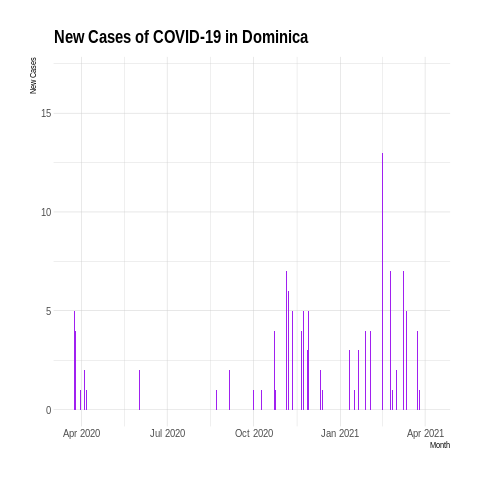 New Cases of COVID-19 in Dominica
New Cases
15
10
5
0
Apr 2020 Jul 2020 Oct 2020 Jan 2021 Apr 2021
Month